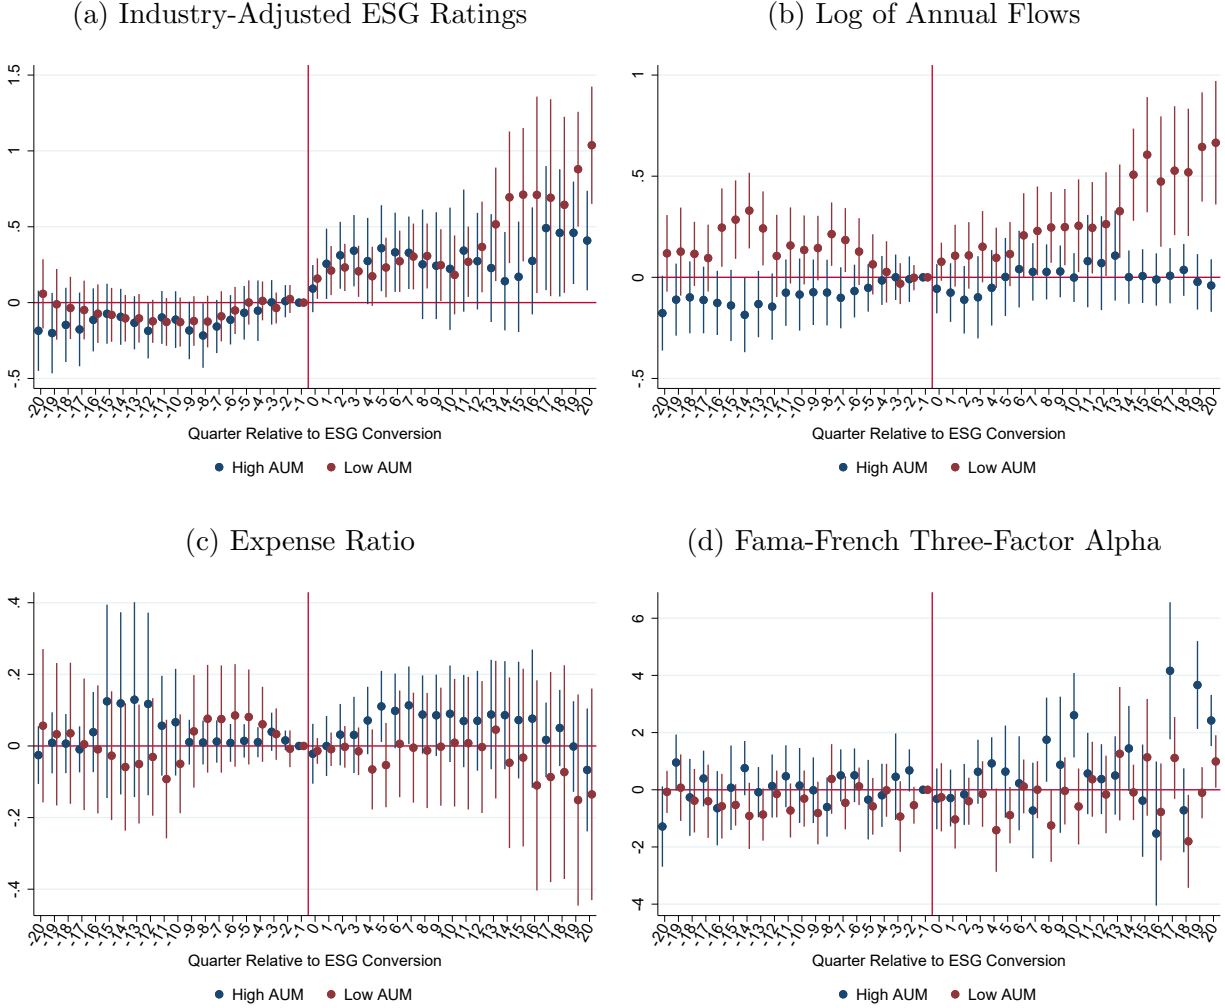 (a) Industry-Adjusted ESG Ratings
1.5
1
.5
0
-.5
-20 -19 -18 -17 -16 -15 -14 -13 -12 -11 -10 -9 -8 -7 -6 -5 -4 -3 -2 -1 0 1 2 3 4 5 6 7 8 9 10 11 12 13 14 15 16 17 18 19 20
Quarter Relative to ESG Conversion
High AUM Low AUM
(b) Log of Annual Flows
1
.5
0
-.5
-20 -19 -18 -17 -16 -15 -14 -13 -12 -11 -10 -9 -8 -7 -6 -5 -4 -3 -2 -1 0 1 2 3 4 5 6 7 8 9 10 11 12 13 14 15 16 17 18 19 20
Quarter Relative to ESG Conversion
High AUM Low AUM
(c) Expense Ratio
.4
.2
0
-.2
-.4
-20 -19 -18 -17 -16 -15 -14 -13 -12 -11 -10 -9 -8 -7 -6 -5 -4 -3 -2 -1 0 1 2 3 4 5 6 7 8 9 10 11 12 13 14 15 16 17 18 19 20
Quarter Relative to ESG Conversion
High AUM Low AUM
(d) Fama-French Three-Factor Alpha
6
4
2
0
-2
-4
-20 -19 -18 -17 -16 -15 -14 -13 -12 -11 -10 -9 -8 -7 -6 -5 -4 -3 -2 -1 0 1 2 3 4 5 6 7 8 9 10 11 12 13 14 15 16 17 18 19 20
Quarter Relative to ESG Conversion
High AUM Low AUM